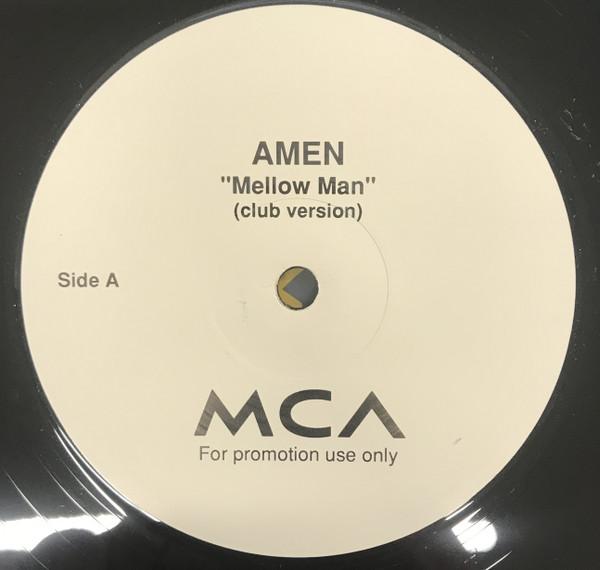 AMEN
"Mellow Man"
(club version)
Side A
MCA
For promotion use only